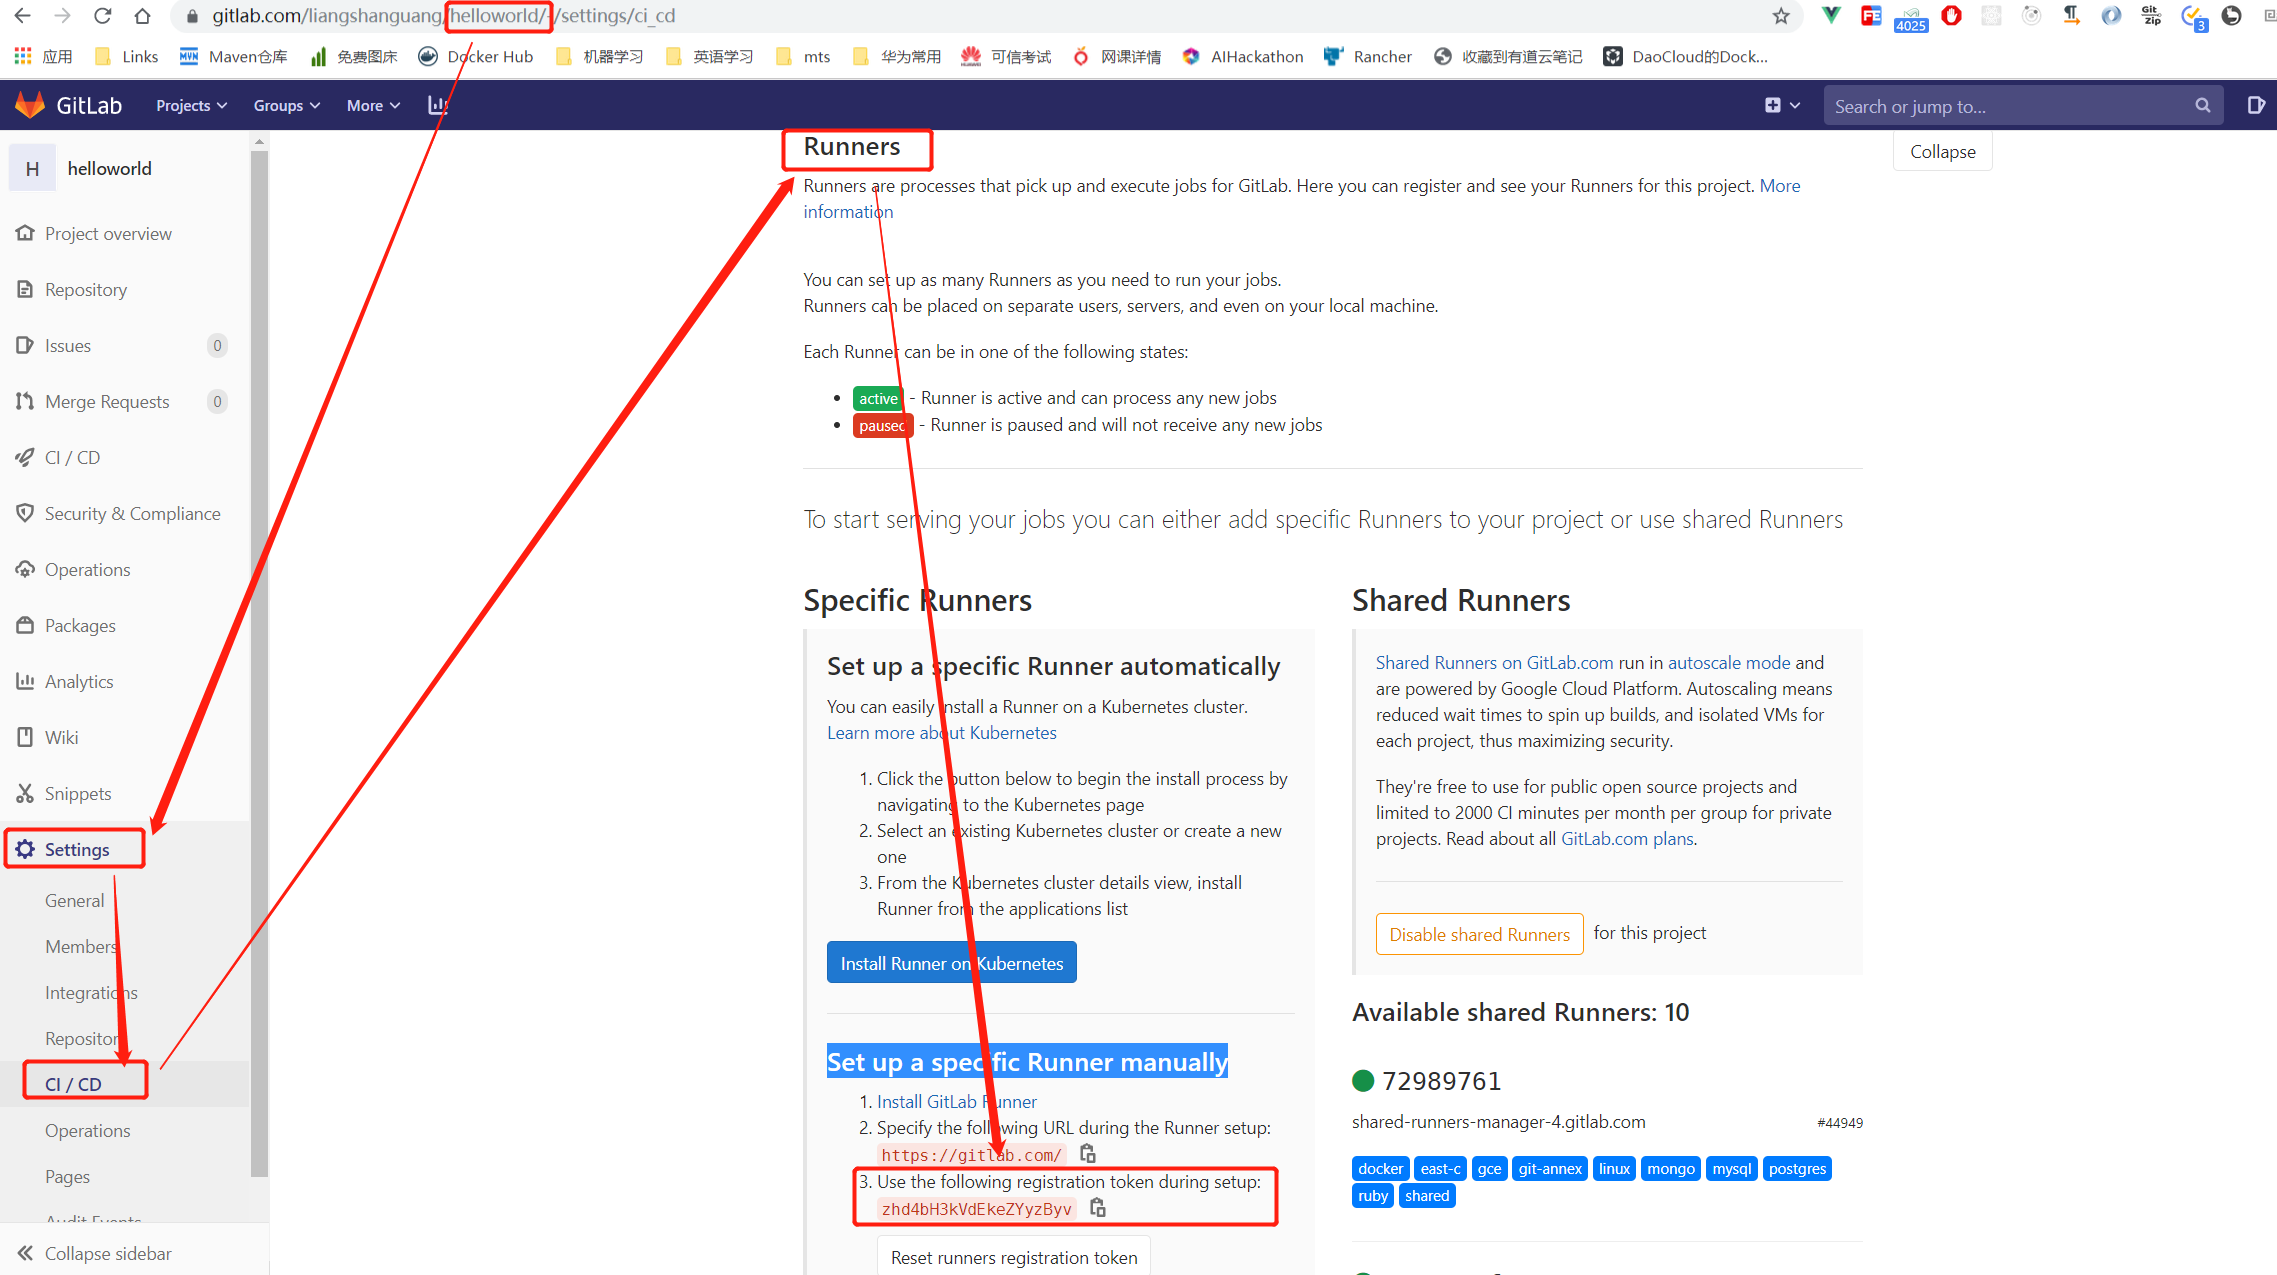 gitlab.com/liangshanguang/helloworld/-/settings/ci_cd
4025
Git Zip
3
应用
Links
Maven仓库
免费图床
Docker Hub
机器学习
英语学习
mts
华为常用
可信考试
网课详情
AIHackathon
Rancher
收藏到有道云笔记
DaoCloud的Dock...
GitLab
Projects
Groups
More
Search or jump to...
H
helloworld
Project overview
Repository
Issues 0
Merge Requests 0
CI / CD
Security & Compliance
Operations
Packages
Analytics
Wiki
Snippets
Settings
General
Members
Integrations
Repository
CI / CD
Operations
Pages
Audit Events
Collapse sidebar
Runners
Collapse
Runners are processes that pick up and execute jobs for GitLab. Here you can register and see your Runners for this project. More
information
You can set up as many Runners as you need to run your jobs.
Runners can be placed on separate users, servers, and even on your local machine.
Each Runner can be in one of the following states:
active - Runner is active and can process any new jobs
paused - Runner is paused and will not receive any new jobs
To start serving your jobs you can either add specific Runners to your project or use shared Runners
Specific Runners
Set up a specific Runner automatically
You can easily install a Runner on a Kubernetes cluster.
Learn more about Kubernetes
1. Click the button below to begin the install process by
navigating to the Kubernetes page
2. Select an existing Kubernetes cluster or create a new
one
3. From the Kubernetes cluster details view, install
Runner from the applications list
Install Runner on Kubernetes
Set up a specific Runner manually
1. Install GitLab Runner
2. Specify the following URL during the Runner setup:
https://gitlab.com/
3. Use the following registration token during setup:
zhd4bH3kVdEkeZYyzByv
Reset runners registration token
Shared Runners
Shared Runners on GitLab.com run in autoscale mode and
are powered by Google Cloud Platform. Autoscaling means
reduced wait times to spin up builds, and isolated VMs for
each project, thus maximizing security.
They're free to use for public open source projects and
limited to 2000 CI minutes per month per group for private
projects. Read about all GitLab.com plans.
Disable shared Runners for this project
Available shared Runners: 10
72989761
shared-runners-manager-4.gitlab.com #44949
docker east-c gce git-annex linux mongo mysql postgres
ruby shared